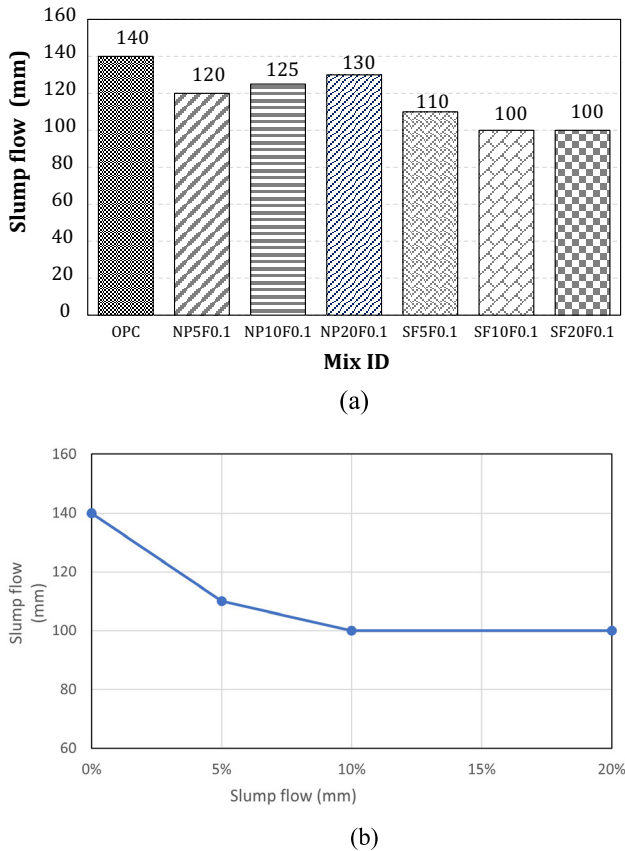 160
140
120
100
80
60
40
20
0
Slump flow (mm)
140
120
125
130
110
100
100
OPC NP5F0.1 NP10F0.1 NP20F0.1 SF5F0.1 SF10F0.1 SF20F0.1
Mix ID
(a)
160
140
120
100
80
60
Slump flow
(mm)
0% 5% 10% 15% 20%
Slump flow (mm)
(b)